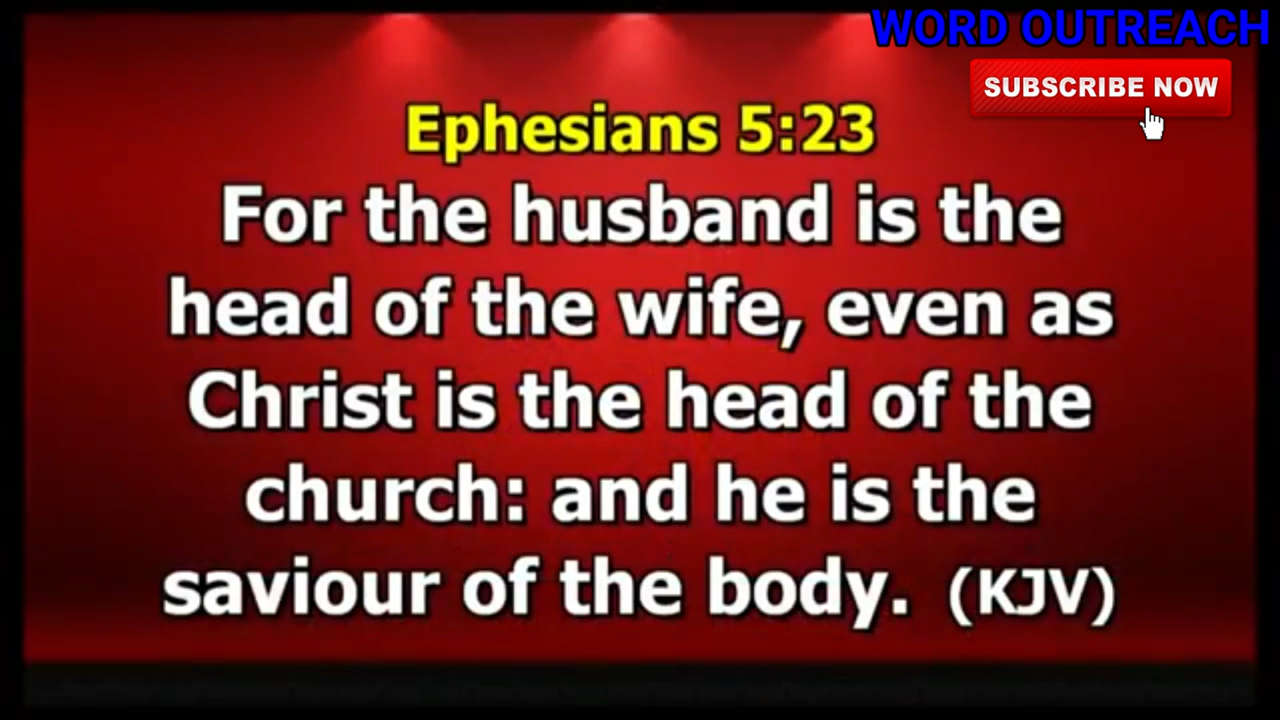 WORD OUTREACH
SUBSCRIBE NOW
Ephesians 5:23
For the husband is the
head of the wife, even as
Christ is the head of the
church: and he is the
saviour of the body. (KJV)